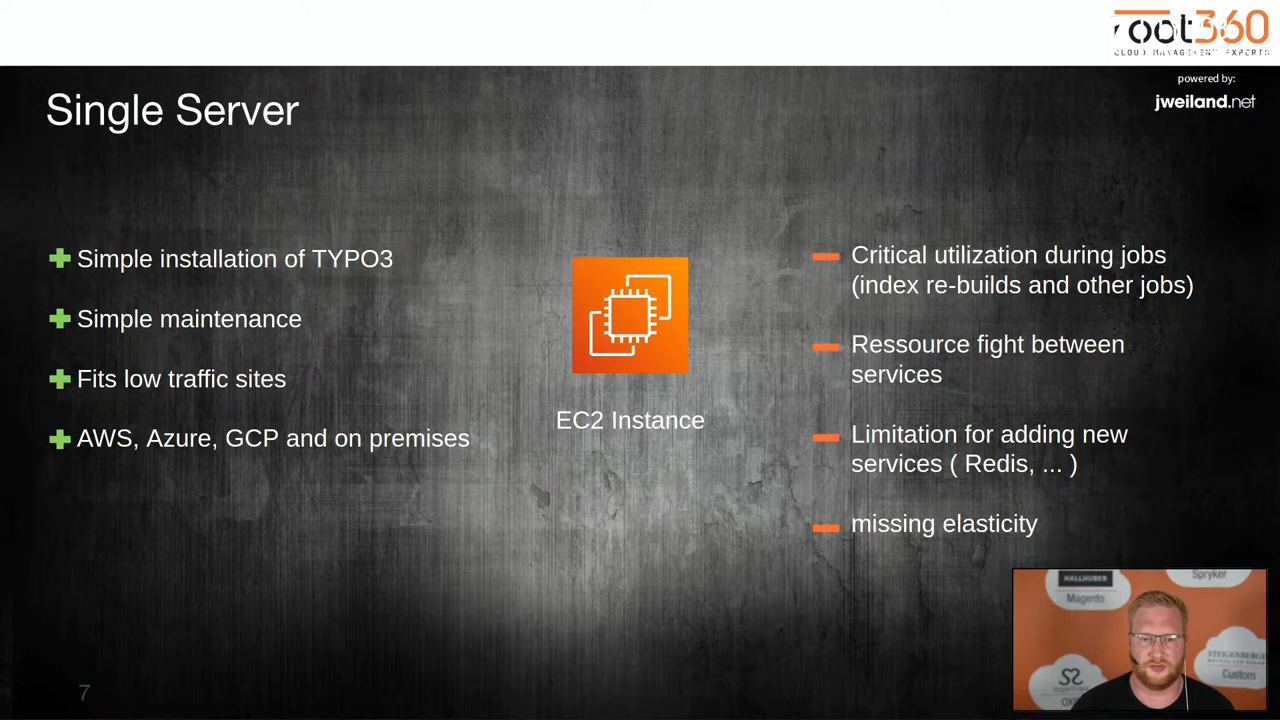 root360
CLOUD MANAGEMENT EXPERTS
powered by:
jweiland.net
Single Server
Simple installation of TYPO3
Simple maintenance
Fits low traffic sites
AWS, Azure, GCP and on premises
EC2 Instance
Critical utilization during jobs
(index re-builds and other jobs)
Ressource fight between
services
Limitation for adding new
services ( Redis, ... )
missing elasticity
HALLHUBER
Magento
Spryker
Custom
7